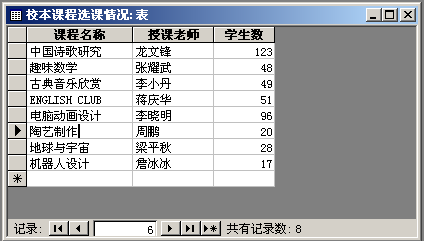 校本课程选课情况: 表
课程名称 授课老师 学生数
中国诗歌研究 龙文锋 123
趣味数学 张耀武 48
古典音乐欣赏 李小丹 49
ENGLISH CLUB 蒋庆华 51
电脑动画设计 李晓明 96
陶艺制作 周鹏 20
地球与宇宙 梁平秋 28
机器人设计 詹冰冰 17
记录: 6 共有记录数: 8